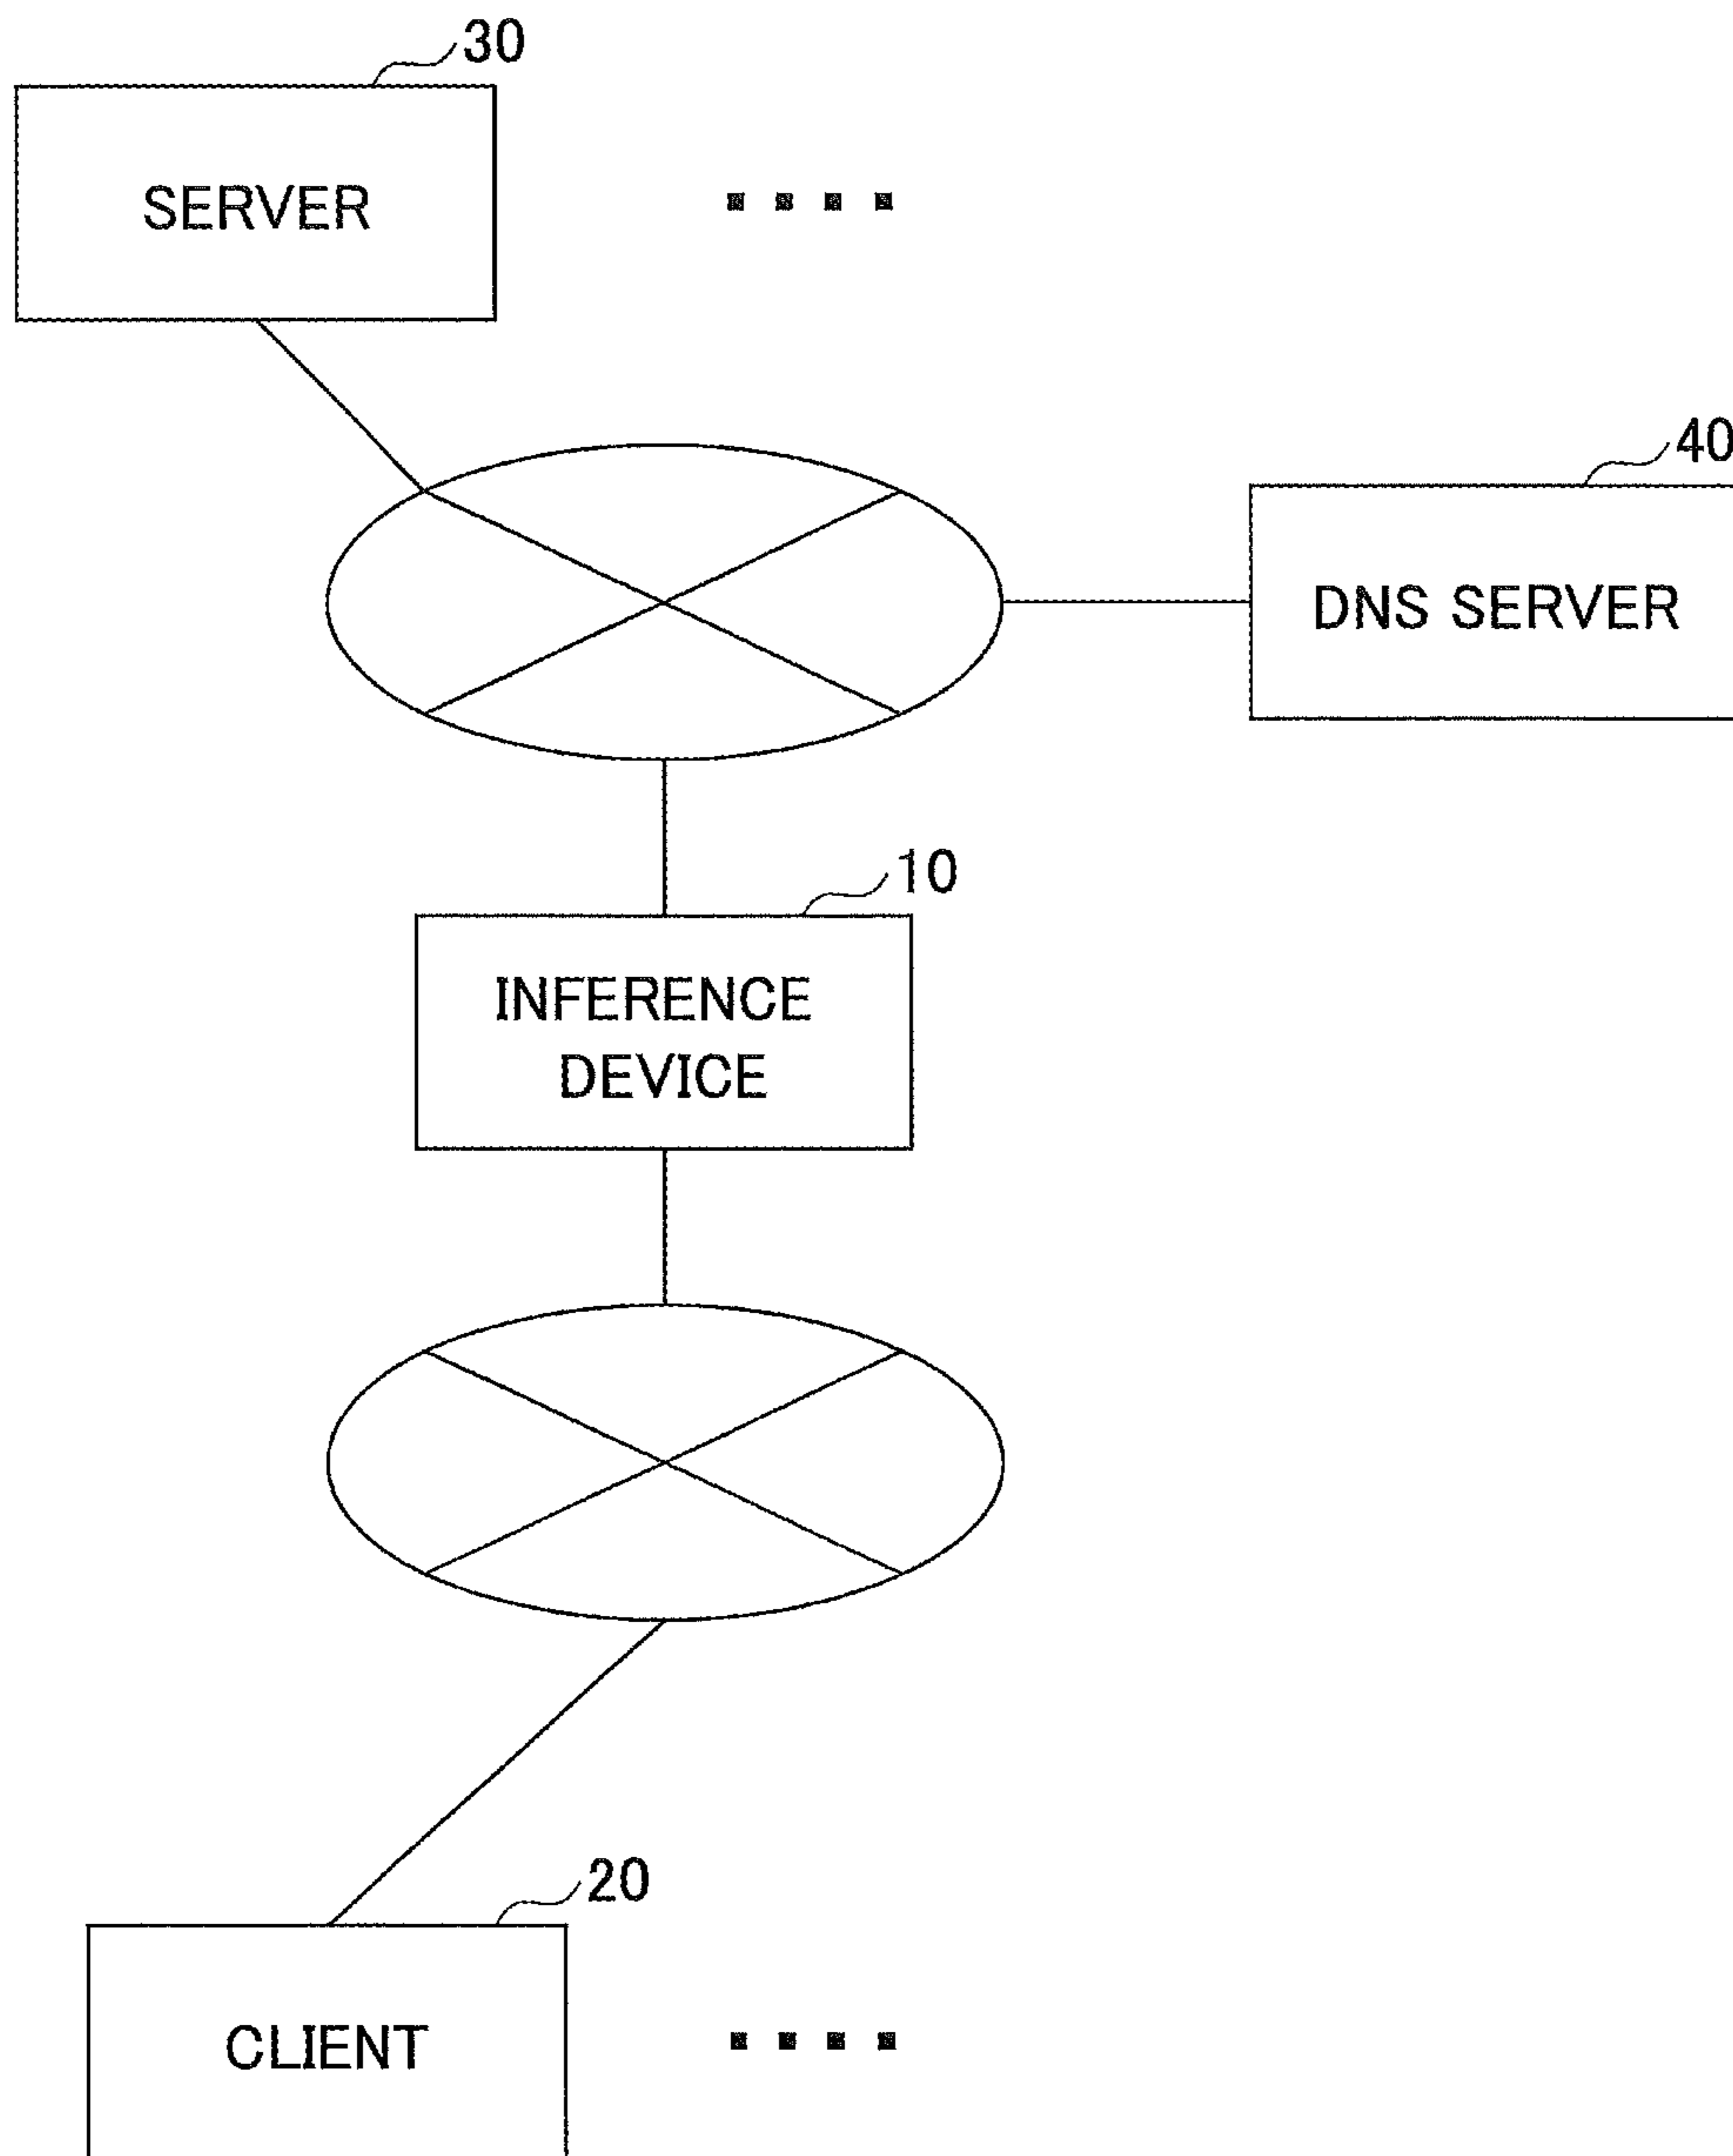 30
SERVER
40
DNS SERVER
10
INFERENCE
DEVICE
20
CLIENT